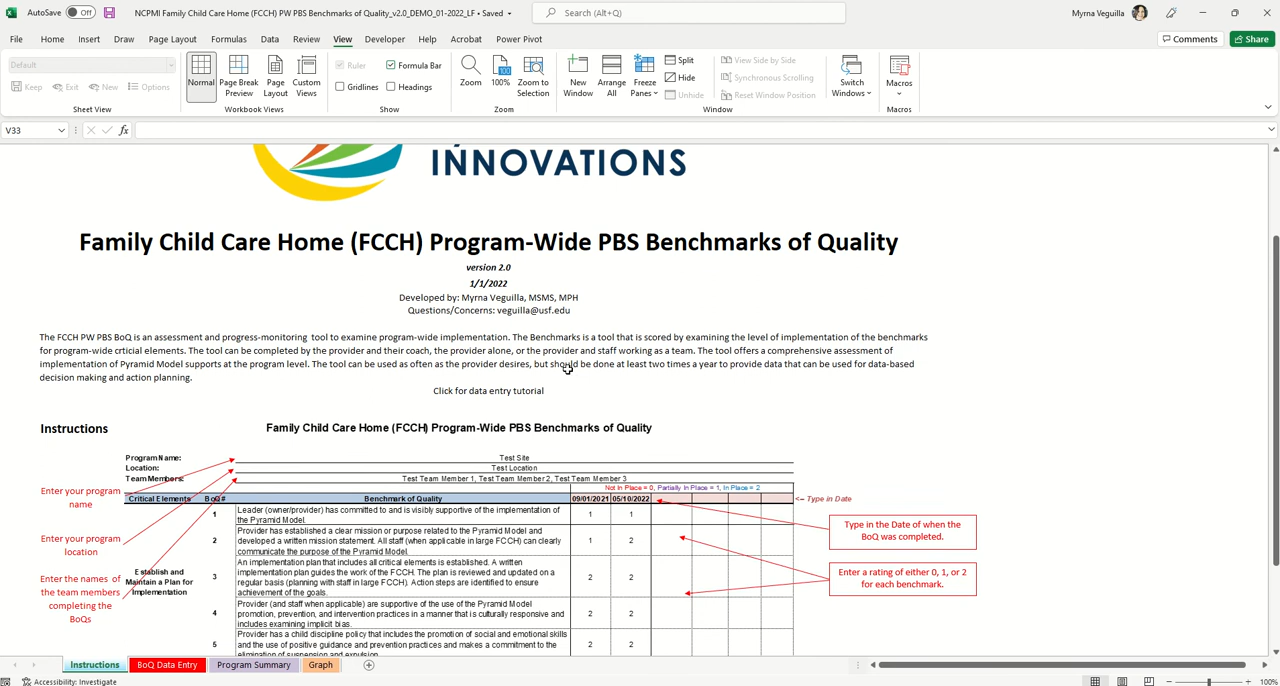 AutoSave Off NCPMI Family Child Care Home (FCCH) PW PBS Benchmarks of Quality_v2.0_DEMO_01-2022_LF • Saved Search (Alt+Q) Myrna Veguilla
File Home Insert Draw Page Layout Formulas Data Review View Developer Help Acrobat Power Pivot Comments Share
Default
Keep Exit New Options
Sheet View
Normal
Page Break Preview
Page Layout
Custom Views
Workbook Views
Ruler Formula Bar
Gridlines Headings
Show
Zoom
100%
Zoom to Selection
Zoom
New Window
Arrange All
Freeze Panes
Split
Hide
Unhide
View Side by Side
Synchronous Scrolling
Reset Window Position
Window
Switch Windows
Macros
Macros
V33 fx
INNOVATIONS
Family Child Care Home (FCCH) Program-Wide PBS Benchmarks of Quality
version 2.0
1/1/2022
Developed by: Myrna Veguilla, MSMS, MPH
Questions/Concerns: veguilla@usf.edu
The FCCH PW PBS BoQ is an assessment and progress-monitoring tool to examine program-wide implementation. The Benchmarks is a tool that is scored by examining the level of implementation of the benchmarks
for program-wide crticial elements. The tool can be completed by the provider and their coach, the provider alone, or the provider and staff working as a team. The tool offers a comprehensive assessment of
implementation of Pyramid Model supports at the program level. The tool can be used as often as the provider desires, but should be done at least two times a year to provide data that can be used for data-based
decision making and action planning.
Click for data entry tutorial
Instructions
Family Child Care Home (FCCH) Program-Wide PBS Benchmarks of Quality
Program Name: Test Site
Location: Test Location
Team Members: Test Team Member 1, Test Team Member 2, Test Team Member 3
Not In Place = 0, Partially In Place = 1, In Place = 2
Critical Elements BoQ # Benchmark of Quality 09/01/2021 05/10/2022 <-- Type in Date
Enter your program
name
Enter your program
location
Enter the names of
the team members
completing the
BoQs
Establish and
Maintain a Plan for
Implementation
1 Leader (owner/provider) has committed to and is visibly supportive of the implementation of
the Pyramid Model. 1 1
2 Provider has established a clear mission or purpose related to the Pyramid Model and
developed a written mission statement. All staff (when applicable in large FCCH) can clearly
communicate the purpose of the Pyramid Model. 1 2
3 An implementation plan that includes all critical elements is established. A written
implementation plan guides the work of the FCCH. The plan is reviewed and updated on a
regular basis (planning with staff in large FCCH). Action steps are identified to ensure
achievement of the goals. 2 2
4 Provider (and staff when applicable) are supportive of the use of the Pyramid Model
promotion, prevention, and intervention practices in a manner that is culturally responsive and
includes examining implicit bias. 2 2
5 Provider has a child discipline policy that includes the promotion of social and emotional skills
and the use of positive guidance and prevention practices and makes a commitment to the
elimination of suspension and expulsion. 2 2
Type in the Date of when the
BoQ was completed.
Enter a rating of either 0, 1, or 2
for each benchmark.
Instructions BoQ Data Entry Program Summary Graph
Accessibility: Investigate 100%